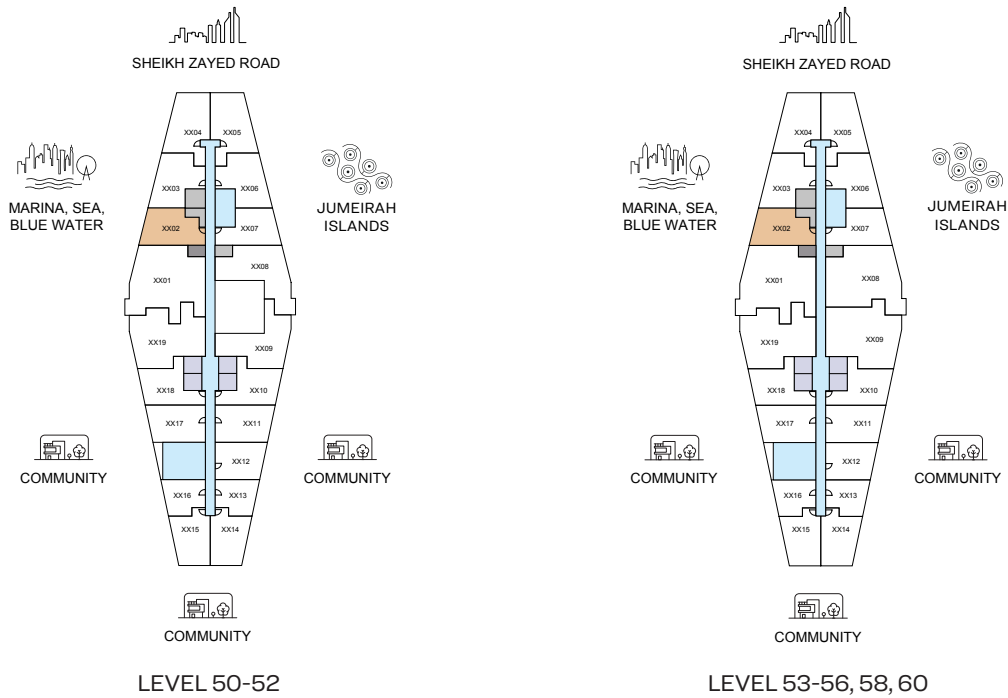 SHEIKH ZAYED ROAD
XX04
XX05
MARINA, SEA,
BLUE WATER
XX03
XX06
JUMEIRAH
ISLANDS
XX02
XX07
XX01
XX08
XX19
XX09
XX18
XX10
XX17
XX11
COMMUNITY
XX12
COMMUNITY
XX16
XX13
XX15
XX14
COMMUNITY
LEVEL 50-52
SHEIKH ZAYED ROAD
XX04
XX05
MARINA, SEA,
BLUE WATER
XX03
XX06
JUMEIRAH
ISLANDS
XX02
XX07
XX01
XX08
XX19
XX09
XX18
XX10
XX17
XX11
COMMUNITY
XX12
COMMUNITY
XX16
XX13
XX15
XX14
COMMUNITY
LEVEL 53-56, 58, 60